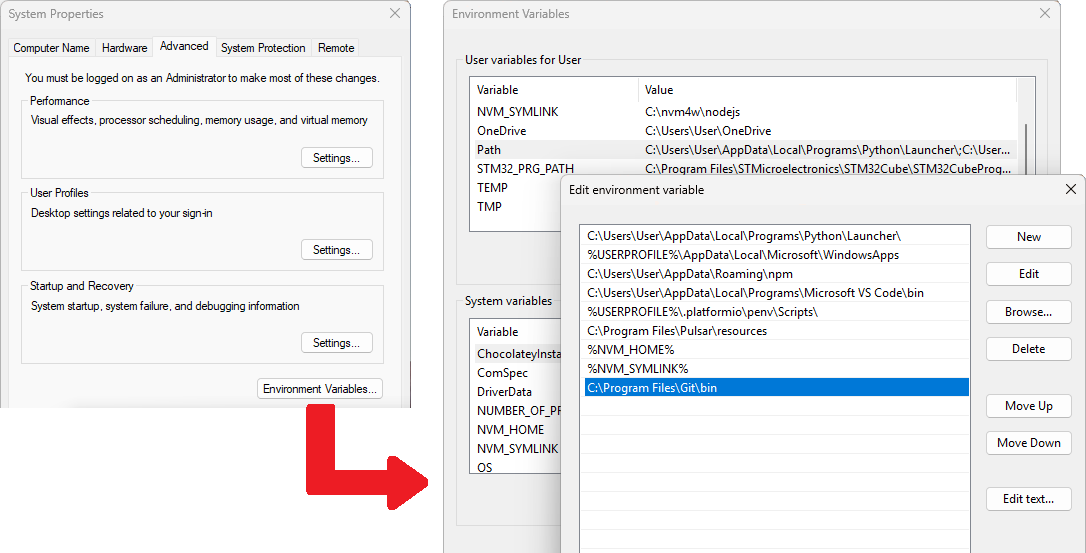 System Properties
Computer Name Hardware Advanced System Protection Remote
You must be logged on as an Administrator to make most of these changes.
Performance
Visual effects, processor scheduling, memory usage, and virtual memory
Settings...
User Profiles
Desktop settings related to your sign-in
Settings...
Startup and Recovery
System startup, system failure, and debugging information
Settings...
Environment Variables...
Environment Variables
User variables for User
Variable Value
NVM_SYMLINK C:\nvm4w\nodejs
OneDrive C:\Users\User\OneDrive
Path C:\Users\User\AppData\Local\Programs\Python\Launcher\;C:\User...
STM32_PRG_PATH C:\Program Files\STMicroelectronics\STM32Cube\STM32CubeProg...
TEMP
TMP
System variables
Variable
ChocolateyInsta
ComSpec
DriverData
NUMBER_OF_PR
NVM_HOME
NVM_SYMLINK
OS
Edit environment variable
C:\Users\User\AppData\Local\Programs\Python\Launcher\
%USERPROFILE%\AppData\Local\Microsoft\WindowsApps
C:\Users\User\AppData\Roaming\npm
C:\Users\User\AppData\Local\Programs\Microsoft VS Code\bin
%USERPROFILE%\.platformio\penv\Scripts\
C:\Program Files\Pulsar\resources
%NVM_HOME%
%NVM_SYMLINK%
C:\Program Files\Git\bin
New
Edit
Browse...
Delete
Move Up
Move Down
Edit text...